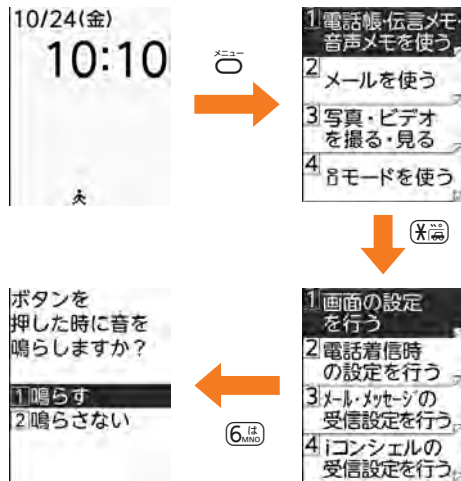 10/24(金)
10:10
メニュー
1 電話帳・伝言メモ・
音声メモを使う
2
メールを使う
3 写真・ビデオ
を撮る・見る
4
iモードを使う
＊
1 画面の設定
を行う
2 電話着信時
の設定を行う
3 メール・メッセージの
受信設定を行う
4 iコンシェルの
受信設定を行う
6 は MNO
ボタンを
押した時に音を
鳴らしますか？
1 鳴らす
2 鳴らさない